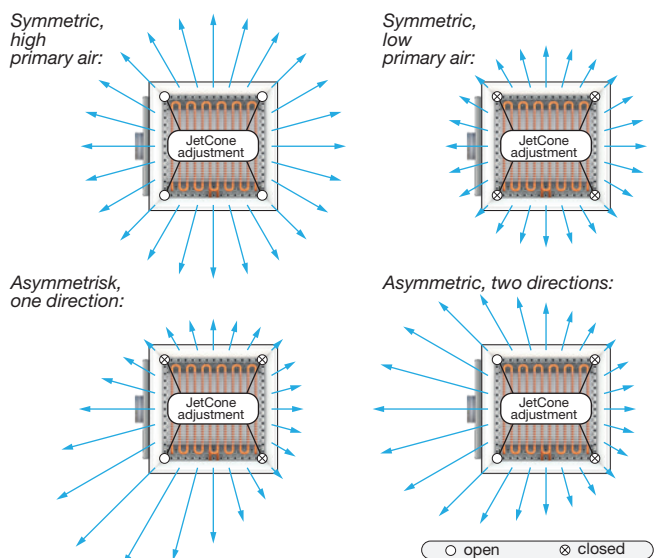 Symmetric,
high
primary air:
JetCone
adjustment
Symmetric,
low
primary air:
JetCone
adjustment
Asymmetrisk,
one direction:
JetCone
adjustment
Asymmetric, two directions:
JetCone
adjustment
open
closed